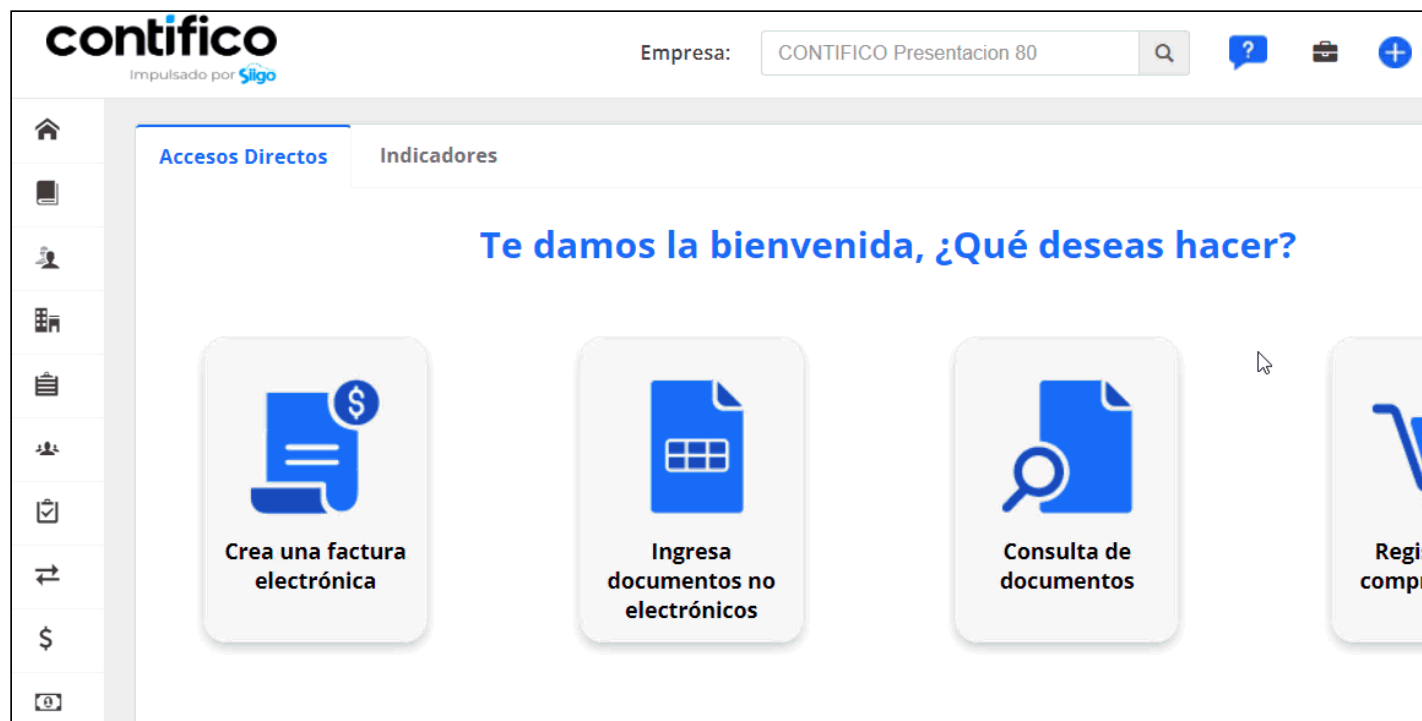 contifico
Impulsado por Siigo
Empresa: CONTIFICO Presentacion 80
?
Accesos Directos Indicadores
Te damos la bienvenida, ¿Qué deseas hacer?
$
Crea una factura
electrónica
Ingresa
documentos no
electrónicos
Consulta de
documentos
$